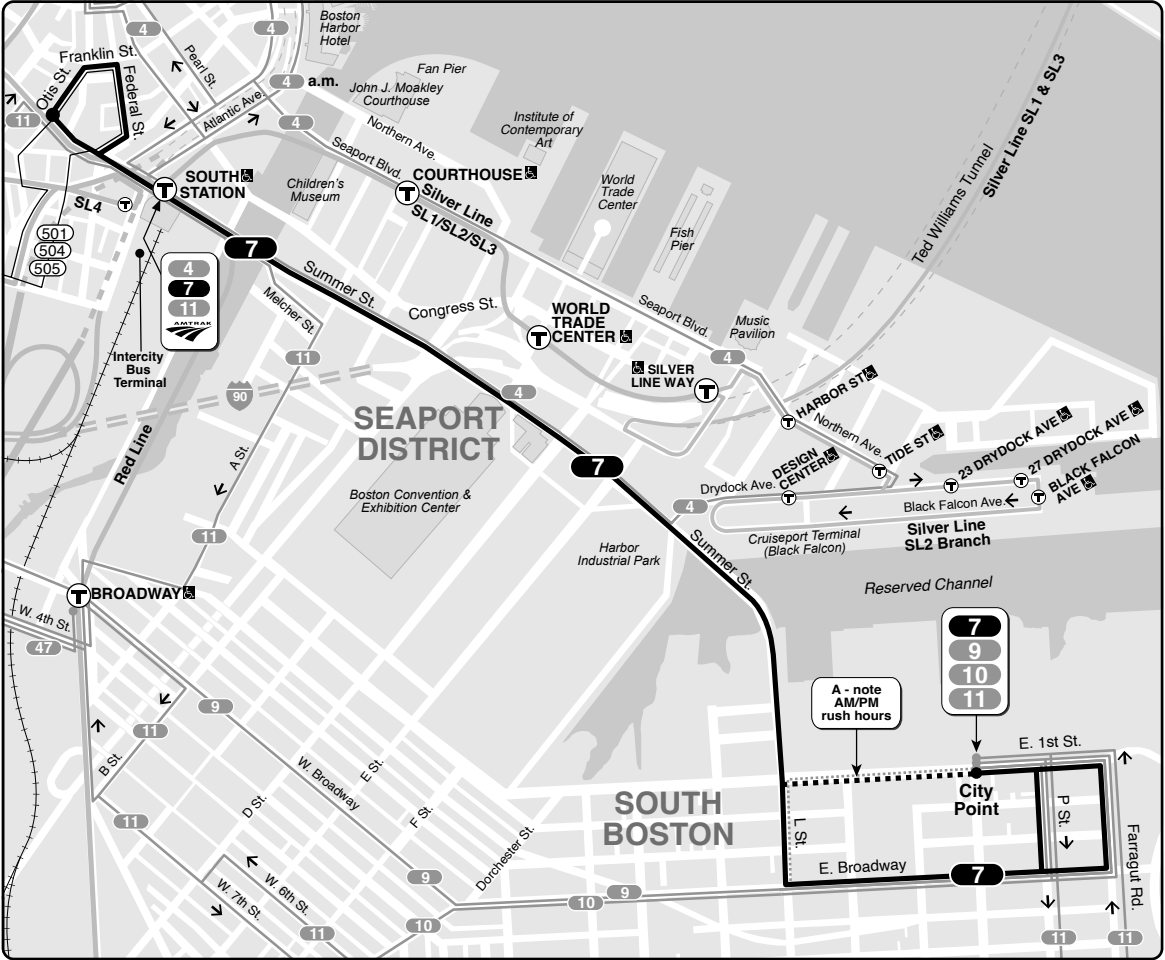 Boston
Harbor
Hotel
4
4
Franklin St.
Pearl St.
Fan Pier
Otis St.
Federal St.
4 a.m.
John J. Moakley
Courthouse
11
Atlantic Ave.
4
Northern Ave.
Institute of
Contemporary
Art
Seaport Blvd.
SOUTH
STATION
COURTHOUSE
Children's
Museum
World
Trade
Center
Ted Williams Tunnel
Silver Line SL1 & SL3
SL4
T
T
T
Silver Line
SL1/SL2/SL3
501
504
505
Fish
Pier
7
4
7
11
AMTRAK
Summer St.
Melcher St.
Congress St.
Seaport Blvd.
WORLD
TRADE
CENTER
T
Music
Pavilion
Intercity
Bus
Terminal
11
4
SILVER
LINE WAY
T
90
4
HARBOR ST
T
SEAPORT
DISTRICT
Northern Ave.
Red Line
A St.
7
TIDE ST
T
23 DRYDOCK AVE
T
27 DRYDOCK AVE
T
BLACK FALCON
AVE
T
DESIGN
CENTER
T
Drydock Ave.
Boston Convention &
Exhibition Center
4
Black Falcon Ave.
Silver Line
SL2 Branch
11
Cruiseport Terminal
(Black Falcon)
Harbor
Industrial Park
Summer St.
Reserved Channel
T
BROADWAY
W. 4th St.
47
7
9
10
11
A - note
AM/PM
rush hours
9
11
E. 1st St.
B St.
W. Broadway
E St.
D St.
F St.
City
Point
SOUTH
BOSTON
L St.
P St.
Farragut Rd.
11
Dorchester St.
E. Broadway
7
9
9
10
W. 6th St.
W. 7th St.
10
11
11
11